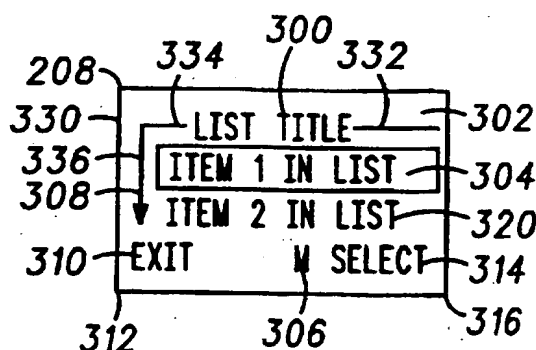 334 300 332
208
330 LIST TITLE 302
336 ITEM 1 IN LIST 304
308 ITEM 2 IN LIST 320
310 EXIT M SELECT 314
312 306 316